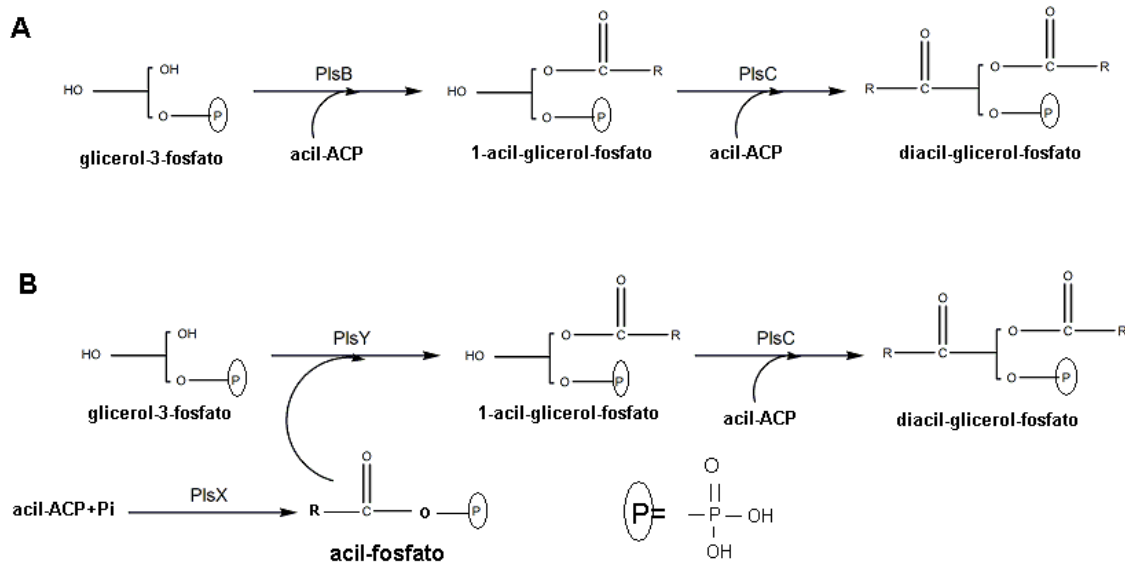 A
O
O
OH
HO
O
P
PlsB
O
C
R
HO
O
P
PlsC
R
C
O
O
C
R
O
P
glicerol-3-fosfato
acil-ACP
1-acil-glicerol-fosfato
acil-ACP
diacil-glicerol-fosfato
B
O
O
O
OH
HO
O
P
PlsY
O
C
R
HO
O
P
PlsC
R
C
O
C
R
O
P
glicerol-3-fosfato
1-acil-glicerol-fosfato
acil-ACP
diacil-glicerol-fosfato
acil-ACP+Pi
PlsX
O
R
C
O
P
acil-fosfato
P=
O
P
OH
OH